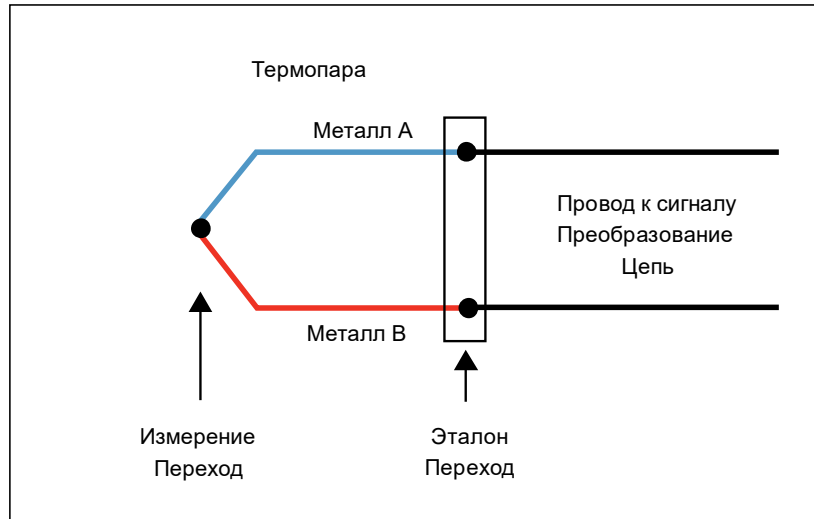 Термопара
Металл A
Провод к сигналу
Преобразование
Цепь
Металл B
Измерение
Переход
Эталон
Переход